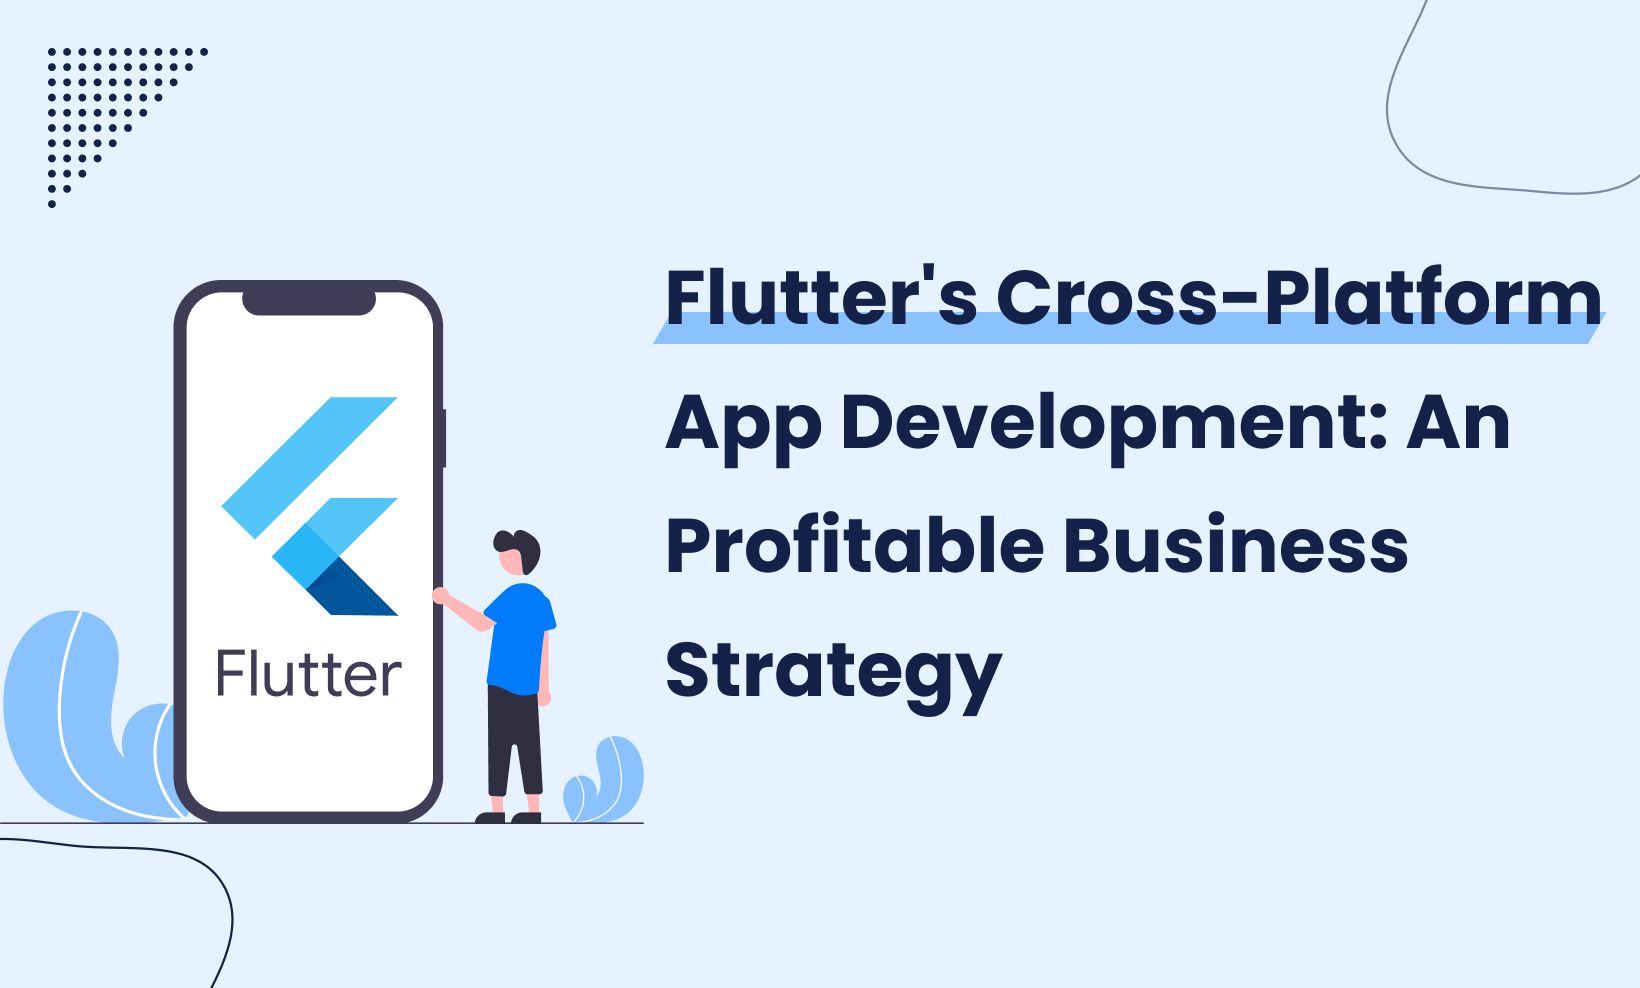 Flutter's Cross-Platform
App Development: An
Profitable Business
Strategy
Flutter